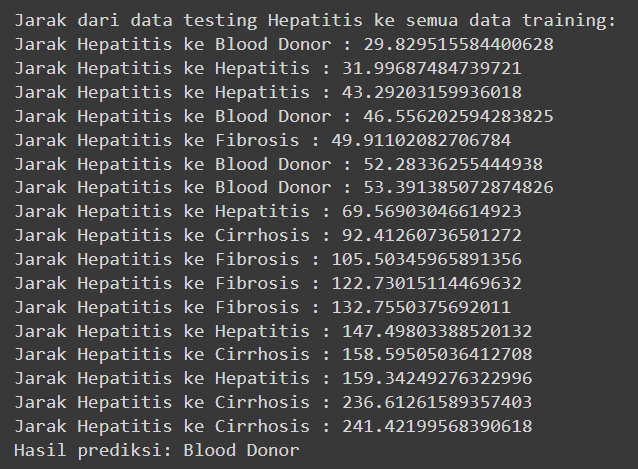 Jarak dari data testing Hepatitis ke semua data training:
Jarak Hepatitis ke Blood Donor : 29.829515584400628
Jarak Hepatitis ke Hepatitis : 31.99687484739721
Jarak Hepatitis ke Hepatitis : 43.29203159936018
Jarak Hepatitis ke Blood Donor : 46.556202594283825
Jarak Hepatitis ke Fibrosis : 49.91102082706784
Jarak Hepatitis ke Blood Donor : 52.28336255444938
Jarak Hepatitis ke Blood Donor : 53.391385072874826
Jarak Hepatitis ke Hepatitis : 69.56903046614923
Jarak Hepatitis ke Cirrhosis : 92.41260736501272
Jarak Hepatitis ke Fibrosis : 105.50345965891356
Jarak Hepatitis ke Fibrosis : 122.73015114469632
Jarak Hepatitis ke Fibrosis : 132.7550375692011
Jarak Hepatitis ke Hepatitis : 147.49803388520132
Jarak Hepatitis ke Cirrhosis : 158.59505036412708
Jarak Hepatitis ke Hepatitis : 159.34249276322996
Jarak Hepatitis ke Cirrhosis : 236.61261589357403
Jarak Hepatitis ke Cirrhosis : 241.42199568390618
Hasil prediksi: Blood Donor